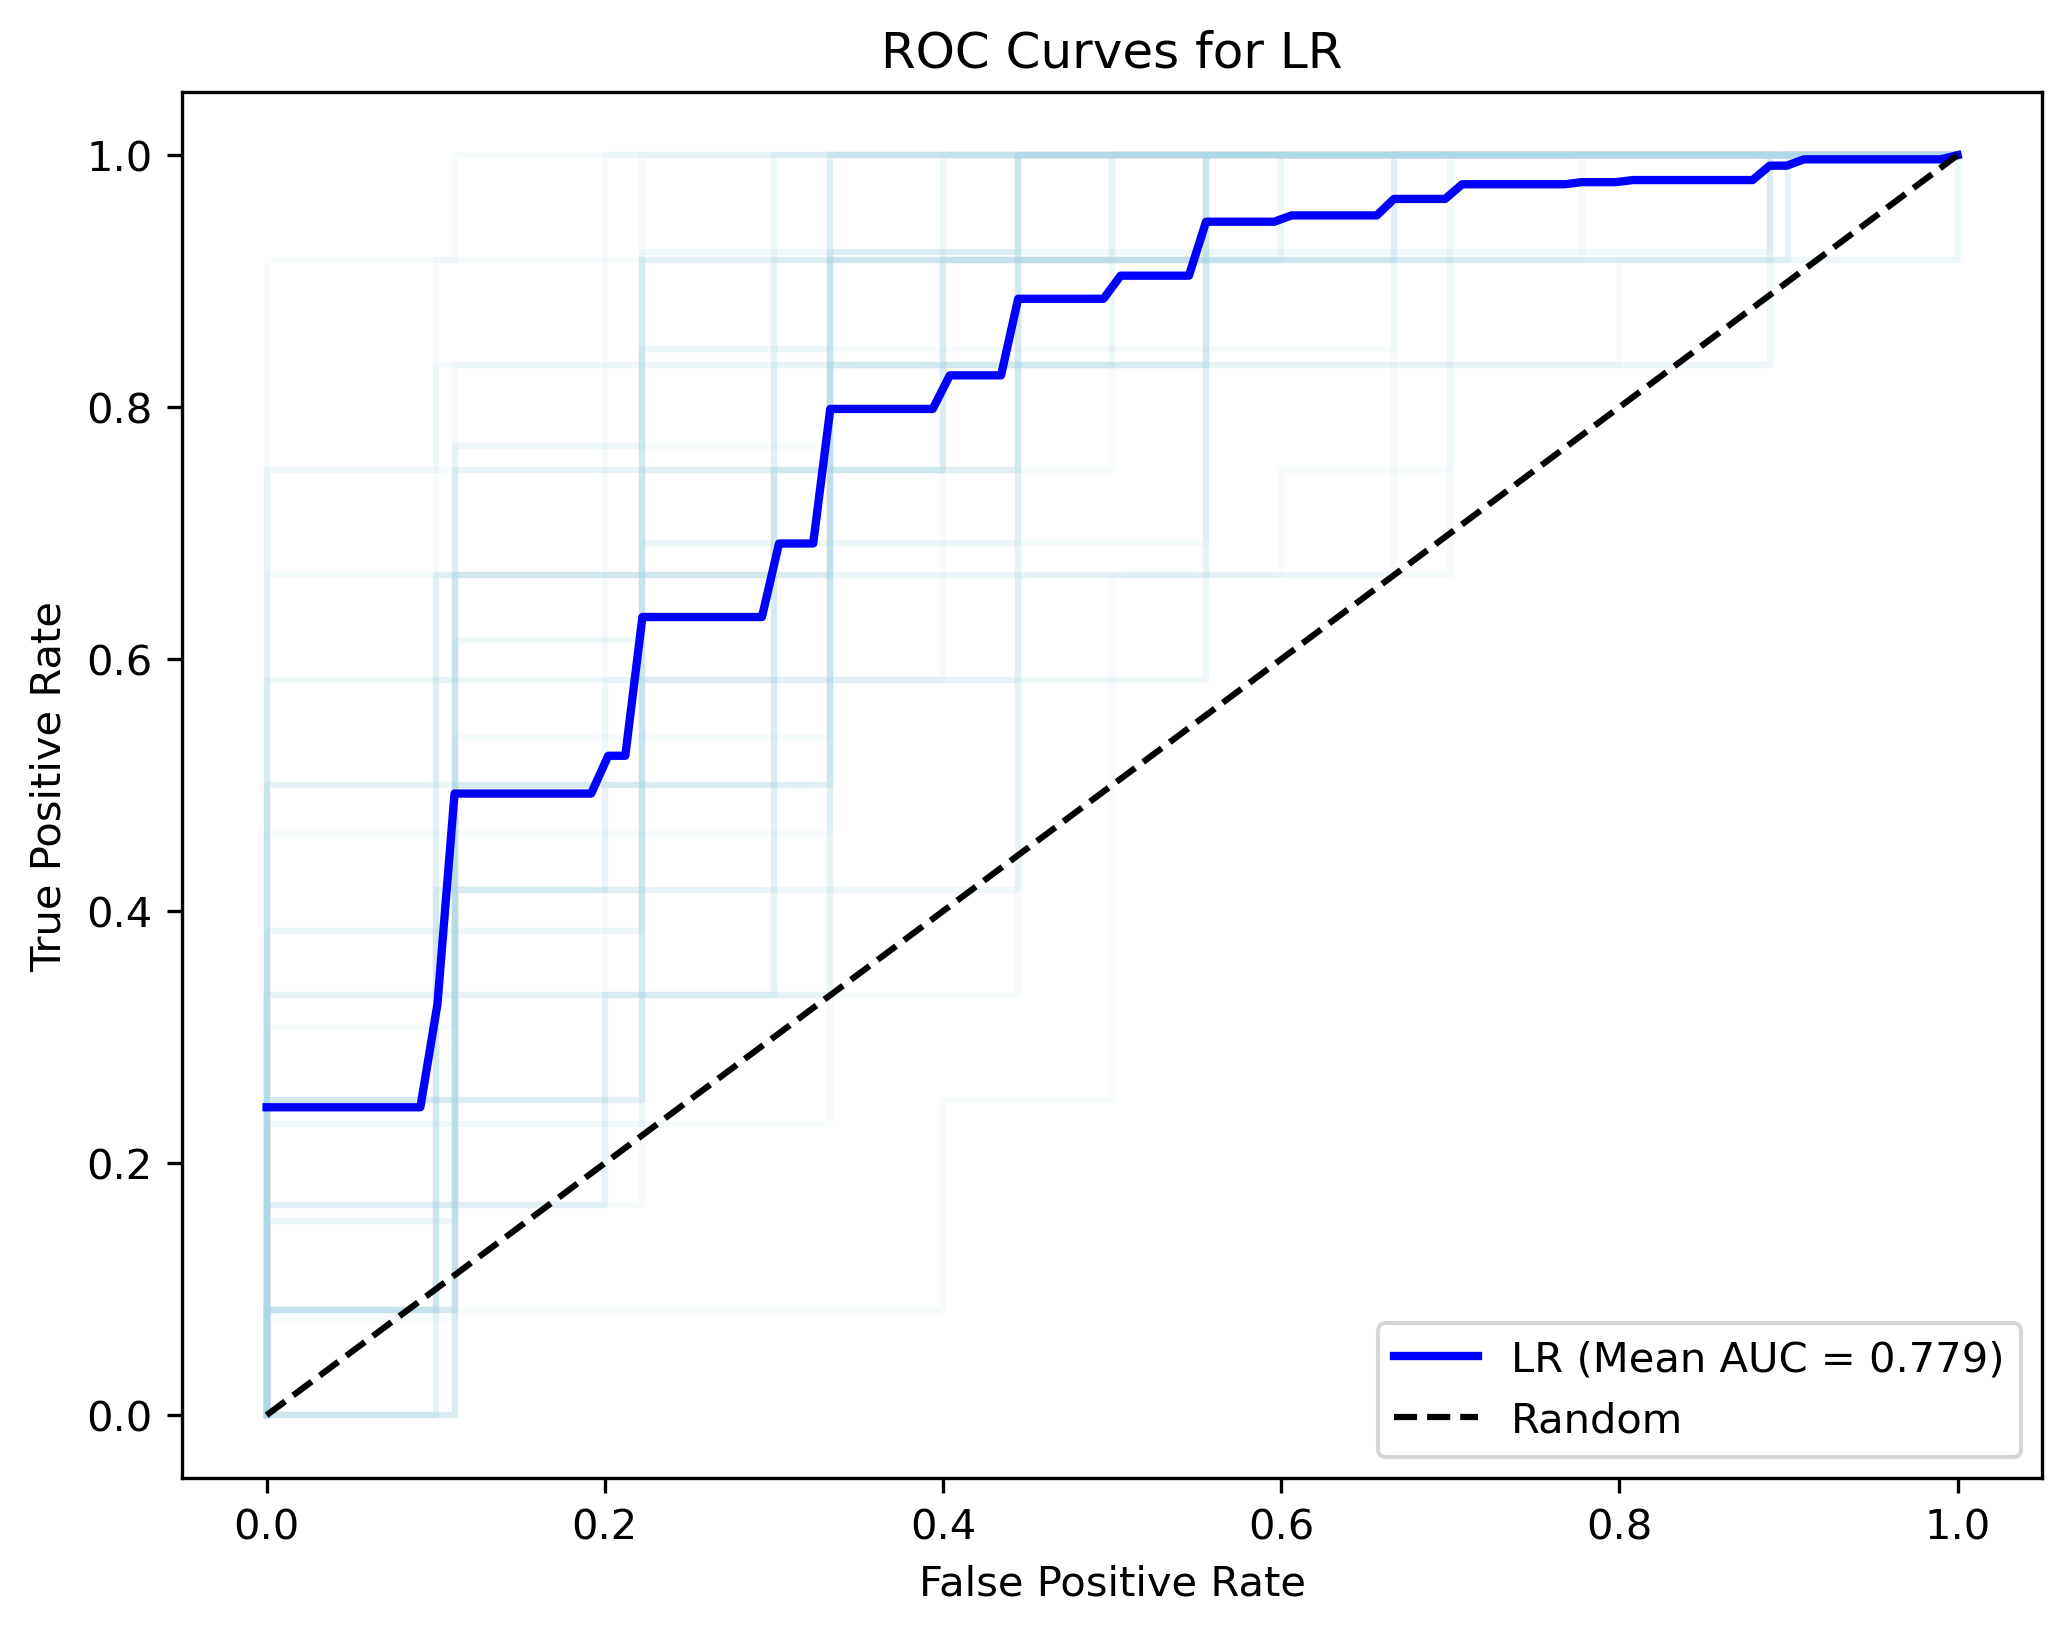 ROC Curves for LR
1.0
0.8
0.6
0.4
0.2
0.0
True Positive Rate
LR (Mean AUC = 0.779)
Random
0.0 0.2 0.4 0.6 0.8 1.0
False Positive Rate